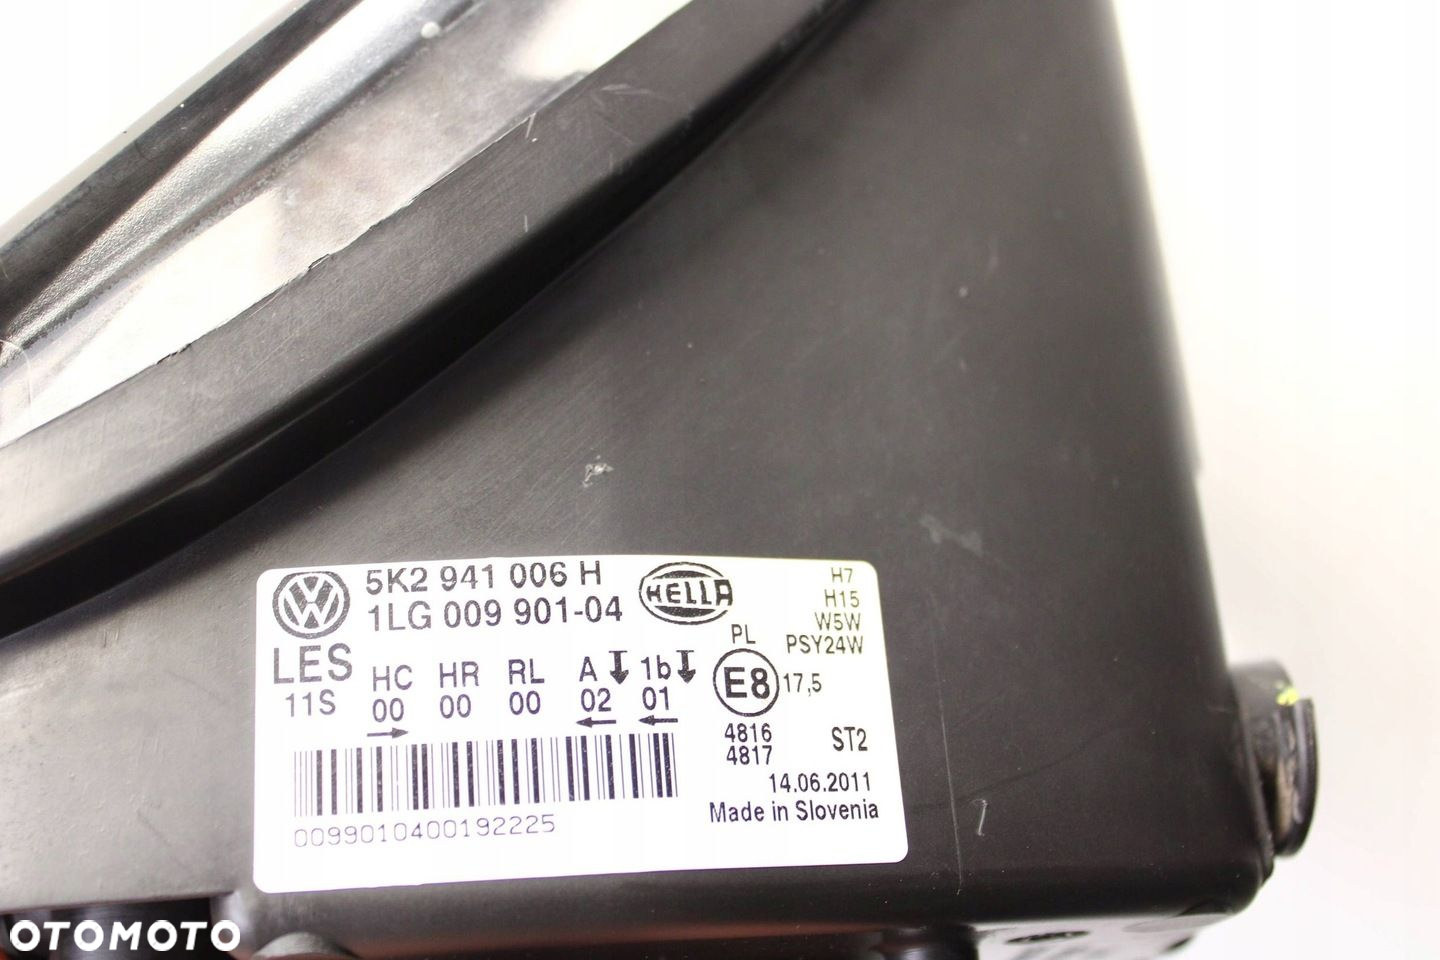 5K2 941 006 H
1LG 009 901-04
HELLA
LES
11S
HC HR RL A 1b
00 00 00 02 01
PL
E8
17,5
H7
H15
W5W
PSY24W
4816
4817
ST2
14.06.2011
Made in Slovenia
0099010400192225
OTOMOTO